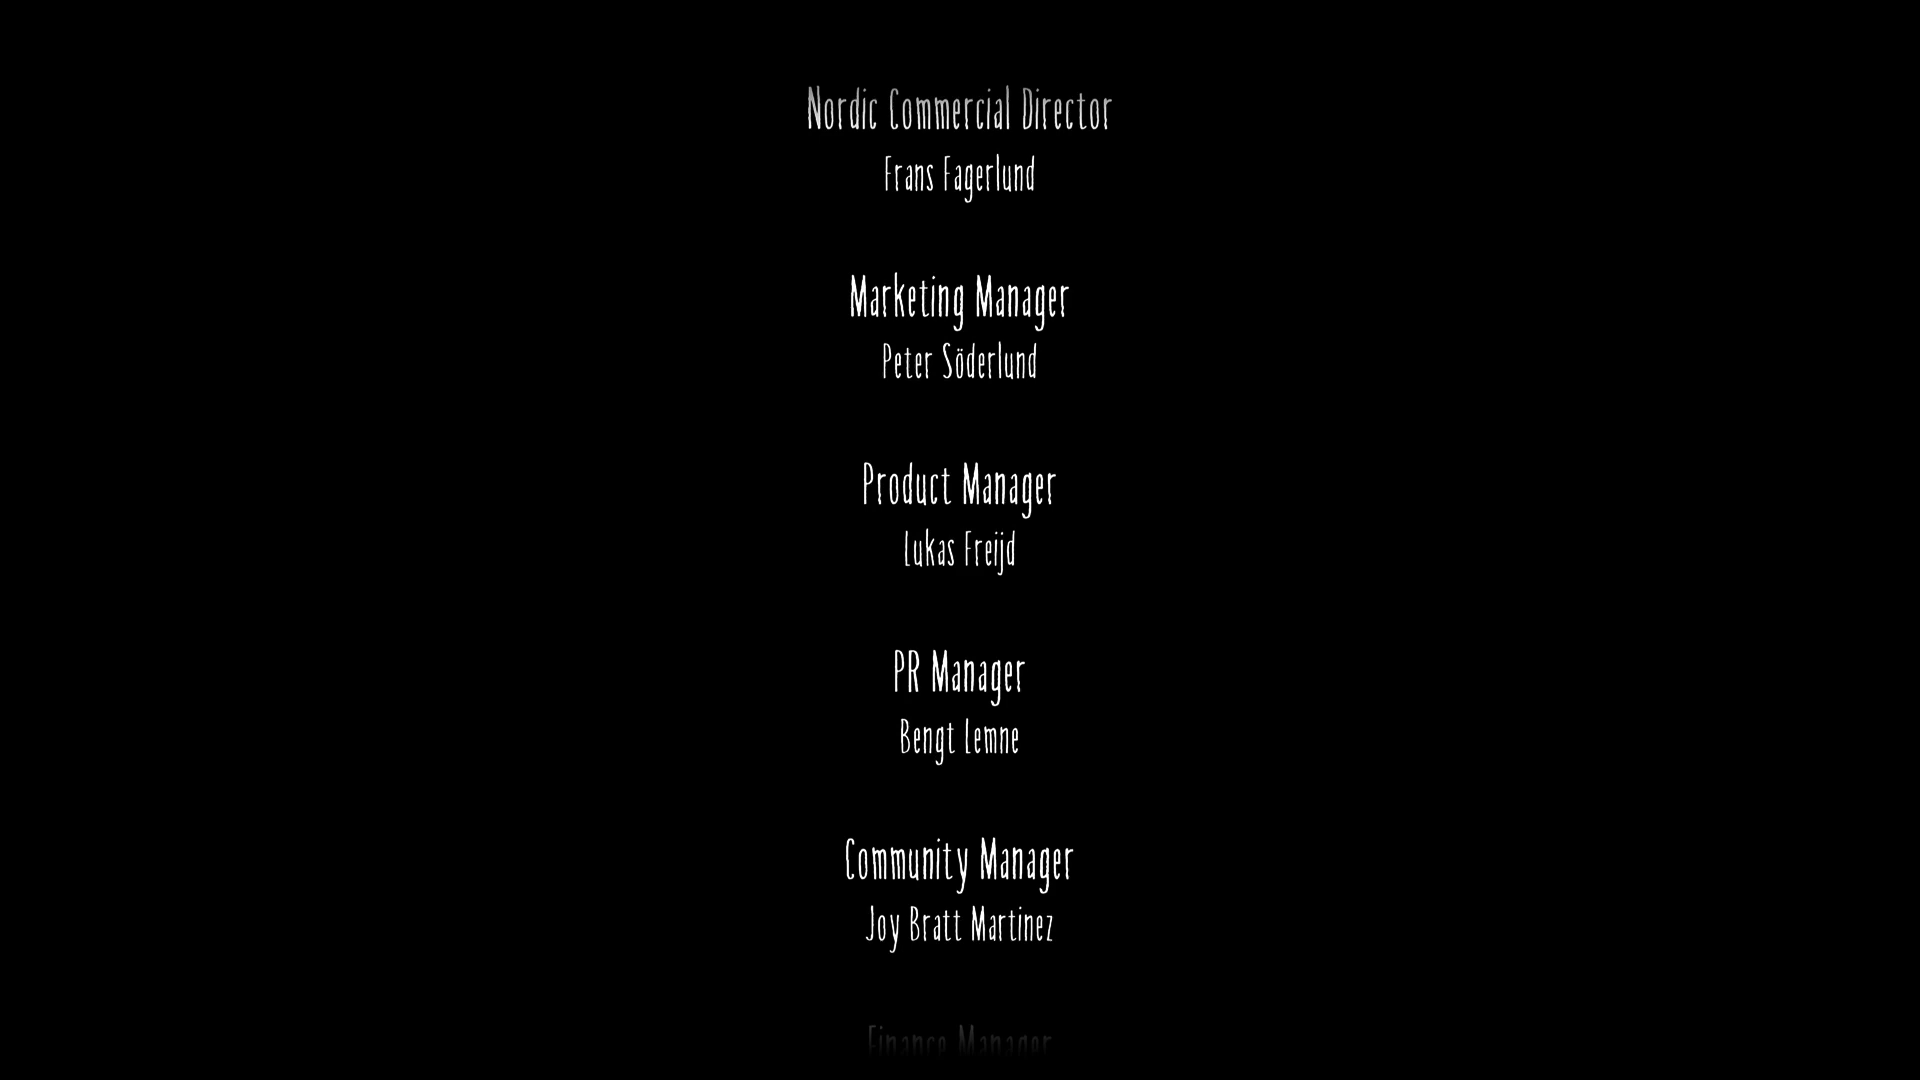 Nordic Commercial Director
Frans Fagerlund
Marketing Manager
Peter Söderlund
Product Manager
Lukas Freijd
PR Manager
Bengt Lemne
Community Manager
Joy Bratt Martinez
Finance Manager